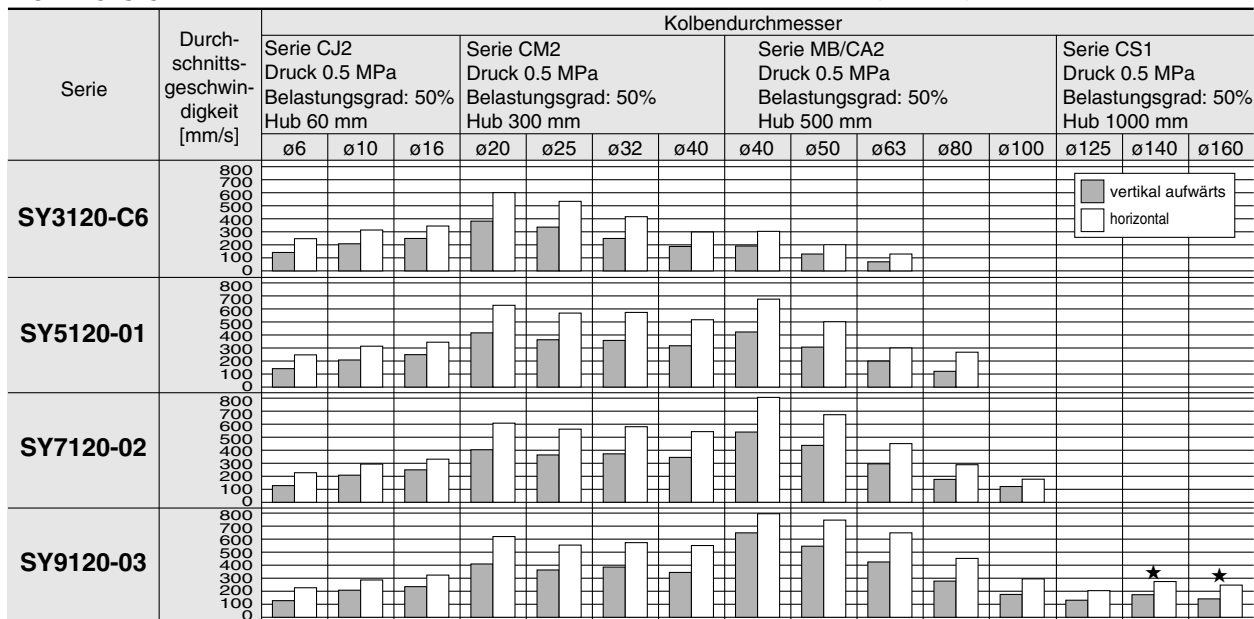 Kolbendurchmesser
Serie
Durch-
schnitts-
geschwin-
digkeit
[mm/s]
Serie CJ2
Druck 0.5 MPa
Belastungsgrad: 50%
Hub 60 mm
Serie CM2
Druck 0.5 MPa
Belastungsgrad: 50%
Hub 300 mm
Serie MB/CA2
Druck 0.5 MPa
Belastungsgrad: 50%
Hub 500 mm
Serie CS1
Druck 0.5 MPa
Belastungsgrad: 50%
Hub 1000 mm
ø6 ø10 ø16 ø20 ø25 ø32 ø40 ø40 ø50 ø63 ø80 ø100 ø125 ø140 ø160
SY3120-C6
800
700
600
500
400
300
200
100
0
vertikal aufwärts
horizontal
SY5120-01
800
700
600
500
400
300
200
100
0
SY7120-02
800
700
600
500
400
300
200
100
0
SY9120-03
800
700
600
500
400
300
200
100
0
★ ★